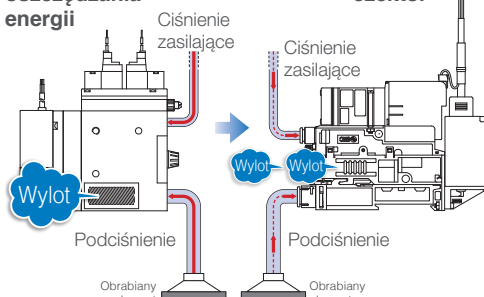 energii
Ciśnienie
zasilające
Ciśnienie
zasilające
Wylot
Wylot
Wylot
Podciśnienie
Podciśnienie
Obrabiany
Obrabiany